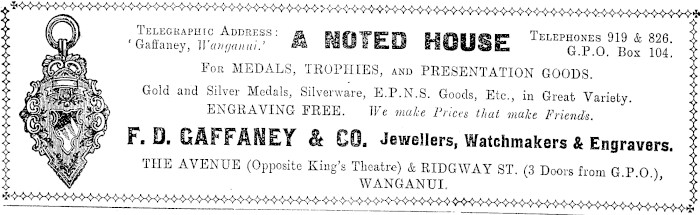 Telegraphic Address:
'Gaffaney, Wanganui.'
A NOTED HOUSE
Telephones 919 & 826.
G.P.O. Box 104.
For MEDALS, TROPHIES, and PRESENTATION GOODS.
Gold and Silver Medals, Silverware, E.P.N.S. Goods, Etc., in Great Variety.
ENGRAVING FREE. We make Prices that make Friends.
F. D. GAFFANEY & CO. Jewellers, Watchmakers & Engravers.
THE AVENUE (Opposite King's Theatre) & RIDGWAY ST. (3 Doors from G.P.O.),
WANGANUI.